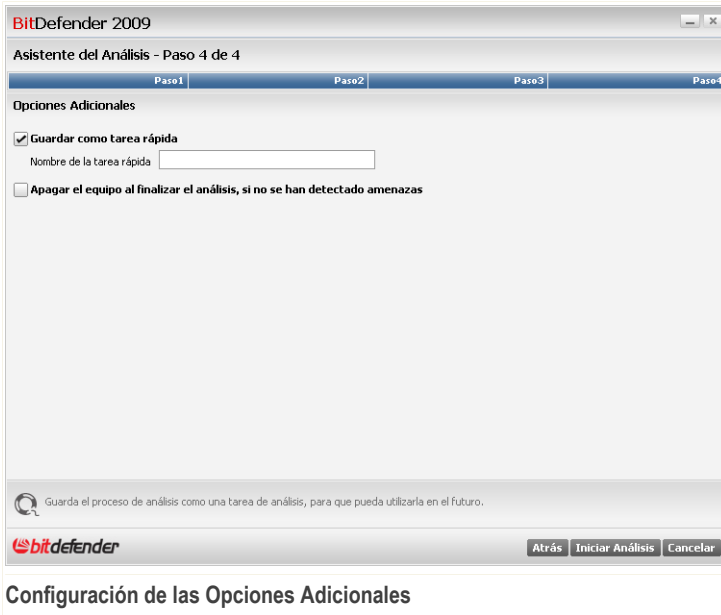 BitDefender 2009
Asistente del Análisis - Paso 4 de 4
Paso1 Paso2 Paso3 Paso4
Opciones Adicionales
Guardar como tarea rápida
Nombre de la tarea rápida
Apagar el equipo al finalizar el análisis, si no se han detectado amenazas
Guarda el proceso de análisis como una tarea de análisis, para que pueda utilizarla en el futuro.
bitdefender
Atrás Iniciar Análisis Cancelar
Configuración de las Opciones Adicionales